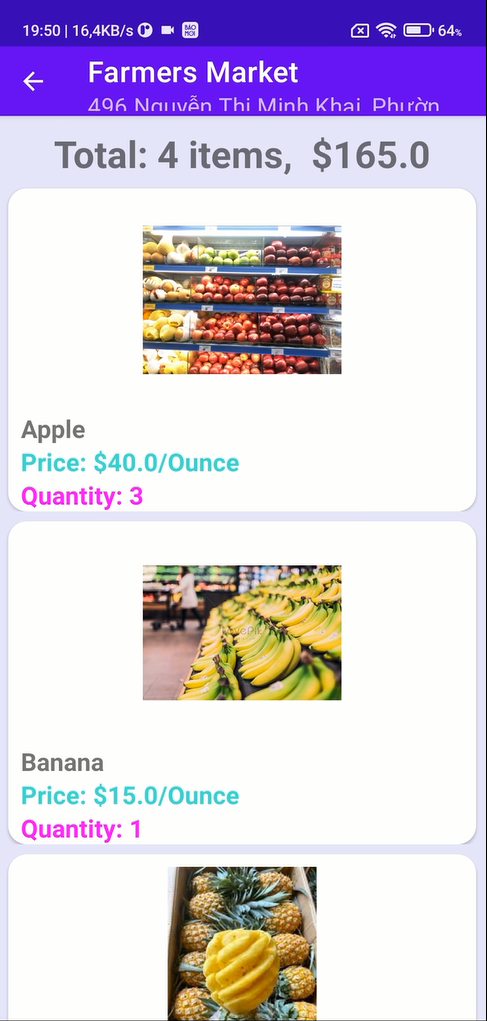 19:50 | 16,4KB/s
BÁO
MỚI
64%
Farmers Market
496 Nguyễn Thị Minh Khai, Phườn
Total: 4 items, $165.0
Apple
Price: $40.0/Ounce
Quantity: 3
Banana
Price: $15.0/Ounce
Quantity: 1